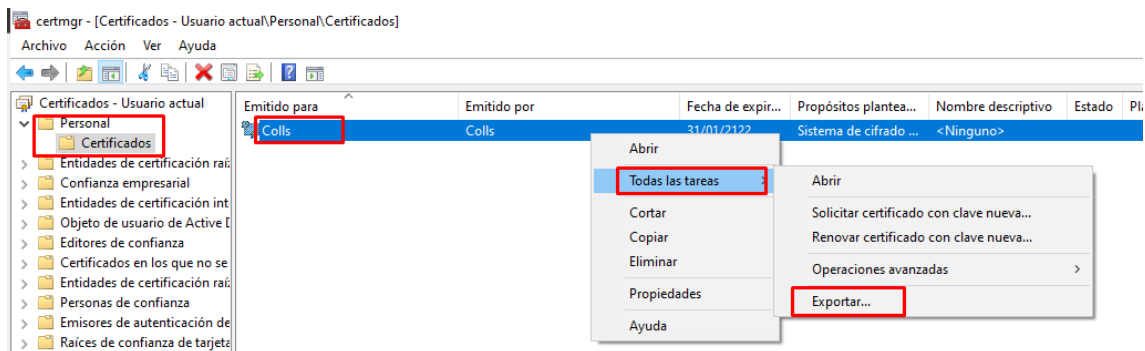 certmgr - [Certificados - Usuario actual\Personal\Certificados]
Archivo Acción Ver Ayuda
Certificados - Usuario actual
Personal
Certificados
Entidades de certificación raí
Confianza empresarial
Entidades de certificación int
Objeto de usuario de Active D
Editores de confianza
Certificados en los que no se
Entidades de certificación raí
Personas de confianza
Emisores de autenticación de
Raíces de confianza de tarjeta
Emitido para Emitido por Fecha de expir... Propósitos plantea... Nombre descriptivo Estado Pla
Colls Colls 31/01/2122 Sistema de cifrado ... <Ninguno>
Abrir
Todas las tareas
Cortar
Copiar
Eliminar
Propiedades
Ayuda
Abrir
Solicitar certificado con clave nueva...
Renovar certificado con clave nueva...
Operaciones avanzadas
Exportar...